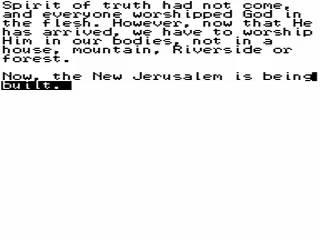 Spirit of truth had not come,
and everyone worshipped God in
the flesh. However, now that He
has arrived, we have to worship
Him in our bodies, not in a
house, mountain, Riverside or
forest.
Now, the New Jerusalem is being
built.